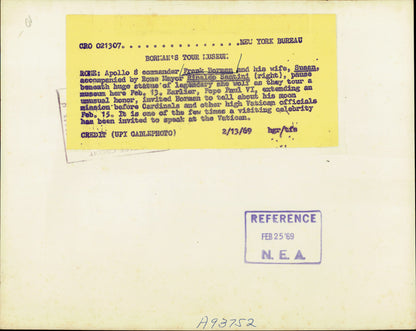 CRO 021307..................NEW YORK BUREAU
BORMAN'S TOUR MUSEUM
ROME: Apollo 8 commander Frank Borman and his wife, Susan,
accompanied by Rome Mayor Rinaldo Santini (right), pause
beneath huge statue of legendary she wolf as they tour a
museum here Feb. 13. Earlier, Pope Paul VI, extending an
unusual honor, invited Borman to tell about his moon
mission before Cardinals and other high Vatican officials
Feb. 15. It is one of the few times a visiting celebrity
has been invited to speak at the Vatican.
CREDIT (UPI CABLEPHOTO) 2/13/69 hgr/tfs
REFERENCE
FEB 25 '69
N.E.A.
A93752